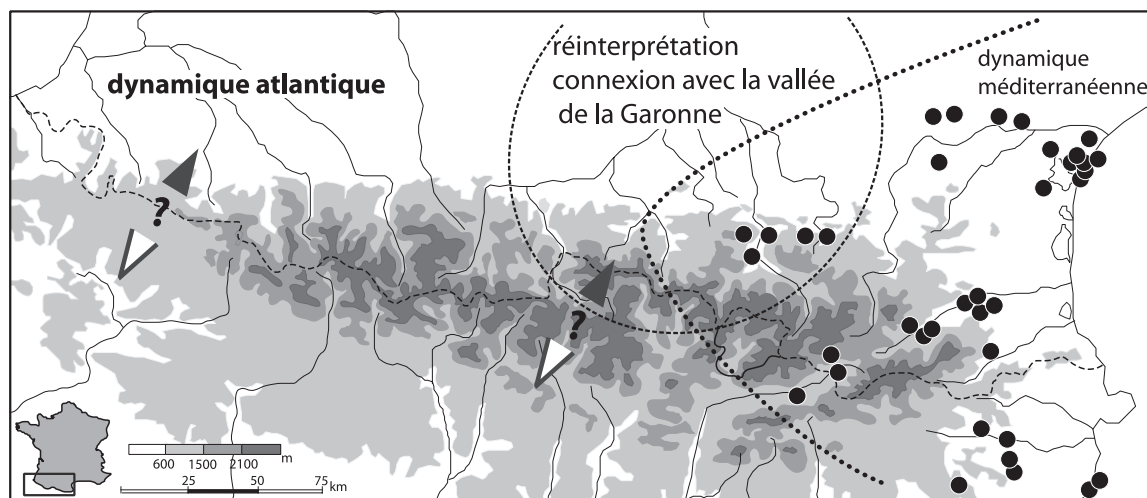 dynamique atlantique
réinterprétation
connexion avec la vallée
de la Garonne
dynamique
méditerranéenne
?
?
600 1500 2100 m
25 50 75 km